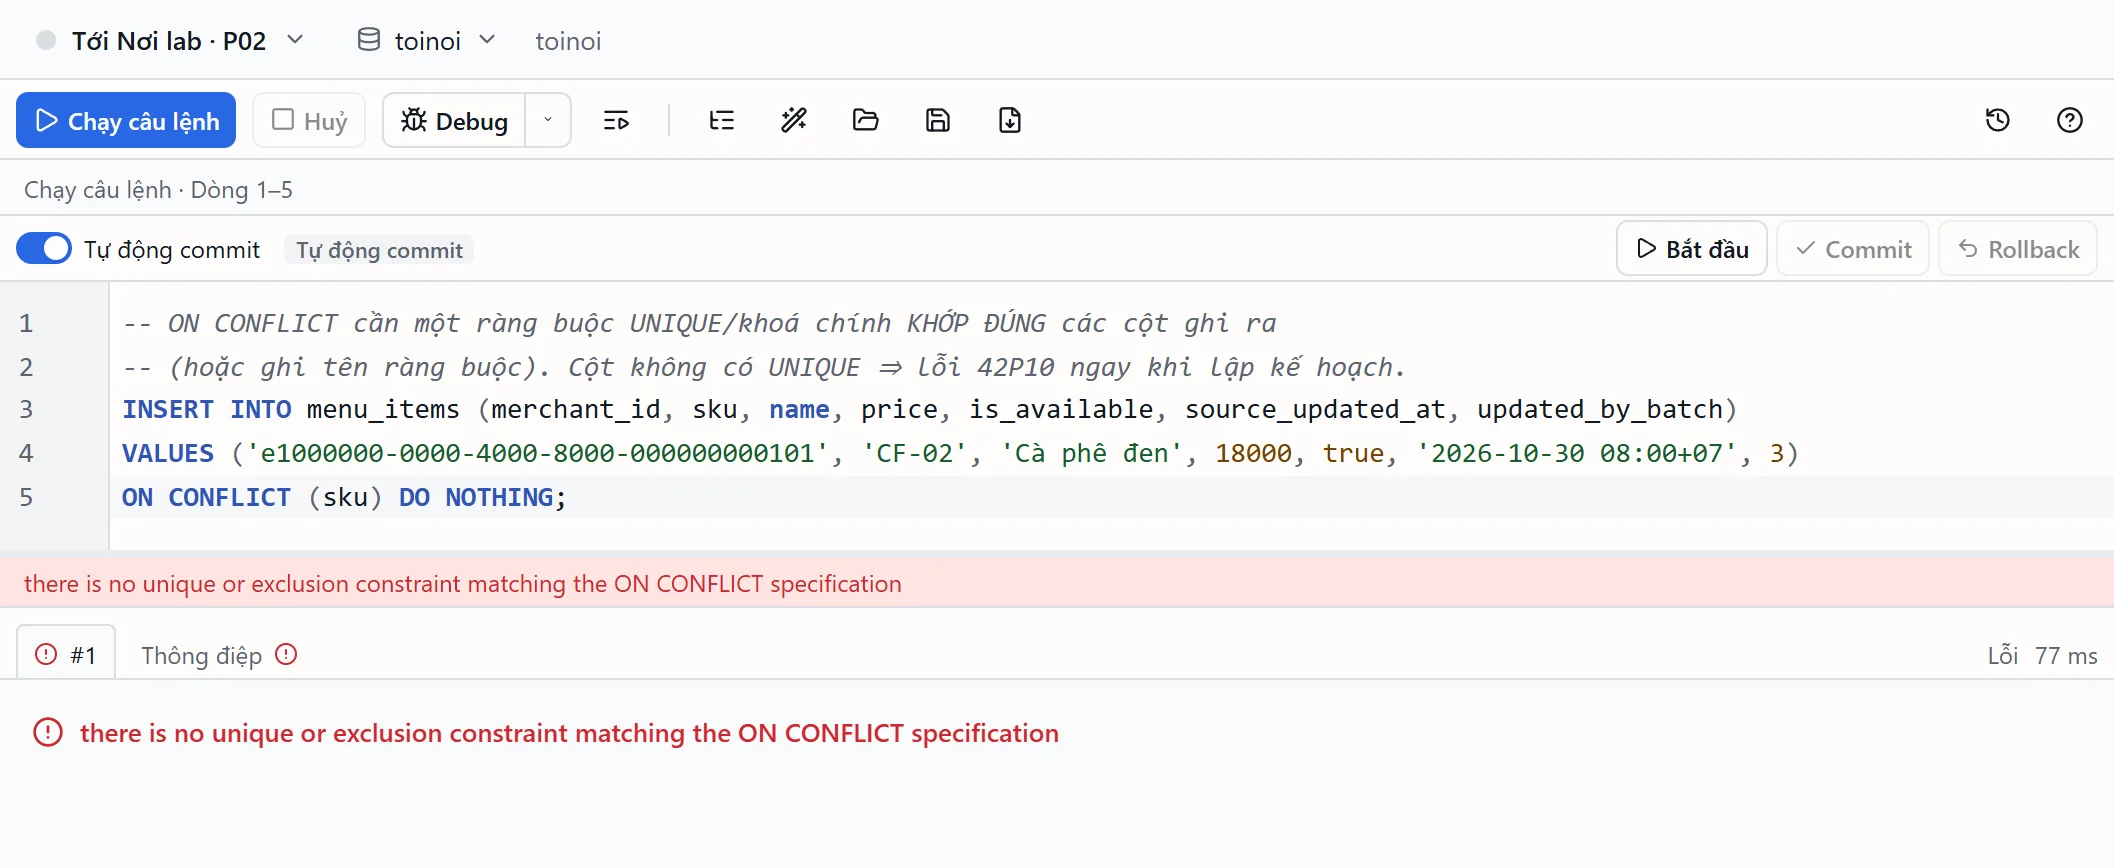 Tới Nơi lab · P02 toinoi toinoi
Chạy câu lệnh Huỷ Debug
Chạy câu lệnh · Dòng 1–5
Tự động commit Tự động commit Bắt đầu Commit Rollback
1 -- ON CONFLICT cần một ràng buộc UNIQUE/khoá chính KHỚP ĐÚNG các cột ghi ra
2 -- (hoặc ghi tên ràng buộc). Cột không có UNIQUE ⇒ lỗi 42P10 ngay khi lập kế hoạch.
3 INSERT INTO menu_items (merchant_id, sku, name, price, is_available, source_updated_at, updated_by_batch)
4 VALUES ('e1000000-0000-4000-8000-000000000101', 'CF-02', 'Cà phê đen', 18000, true, '2026-10-30 08:00+07', 3)
5 ON CONFLICT (sku) DO NOTHING;
there is no unique or exclusion constraint matching the ON CONFLICT specification
#1 Thông điệp Lỗi 77 ms
there is no unique or exclusion constraint matching the ON CONFLICT specification